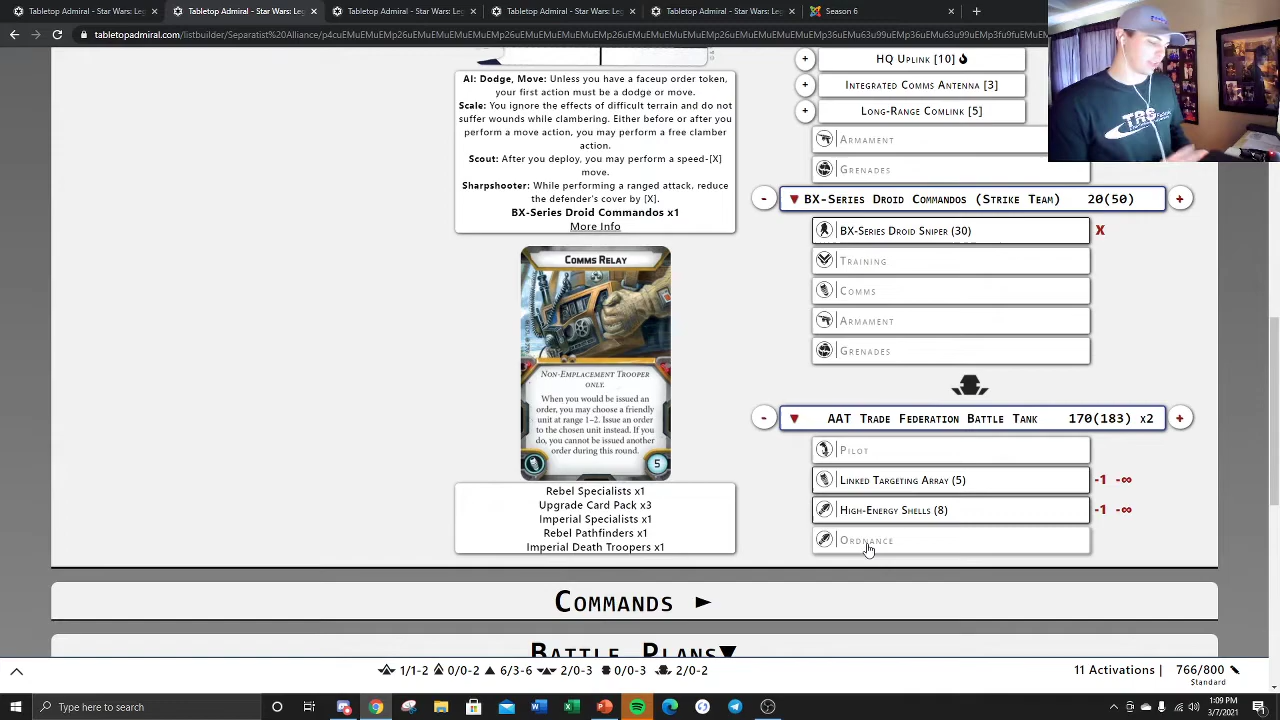 Tabletop Admiral - Star Wars: Le
Tabletop Admiral - Star Wars: Le
Tabletop Admiral - Star Wars: Leg
Tabletop Admiral - Star Wars: Leg
Tabletop Admiral - Star Wars: Leg
Season 6
HQ Uplink [10]
AI: Dodge, Move: Unless you have a faceup order token,
your first action must be a dodge or move.
Scale: You ignore the effects of difficult terrain and do not
suffer wounds while clambering. Either before or after you
perform a move action, you may perform a free clamber
action.
Scout: After you deploy, you may perform a speed-[X]
move.
Sharpshooter: While performing a ranged attack, reduce
the defender's cover by [X].
BX-Series Droid Commandos x1
More Info
Integrated Comms Antenna [3]
Long-Range Comlink [5]
Armament
Grenades
TRG
BX-Series Droid Commandos (Strike Team) 20(50)
BX-Series Droid Sniper (30)
X
Training
Comms
Armament
Grenades
Comms Relay
Non-Emplacement Trooper
only.
When you would be issued an
order, you may choose a friendly
unit at range 1–2. Issue an order
to the chosen unit instead. If you
do, you cannot be issued another
order during this round.
5
Rebel Specialists x1
Upgrade Card Pack x3
Imperial Specialists x1
Rebel Pathfinders x1
Imperial Death Troopers x1
AAT Trade Federation Battle Tank 170(183) x2
Pilot
Linked Targeting Array (5) -1 -∞
High-Energy Shells (8) -1 -∞
Ordnance
Commands ►
Battle Plans▼
1/1-2 0/0-2 6/3-6 2/0-3 0/0-3 2/0-2
11 Activations | 766/800
Standard
Type here to search
1:09 PM
3/7/2021